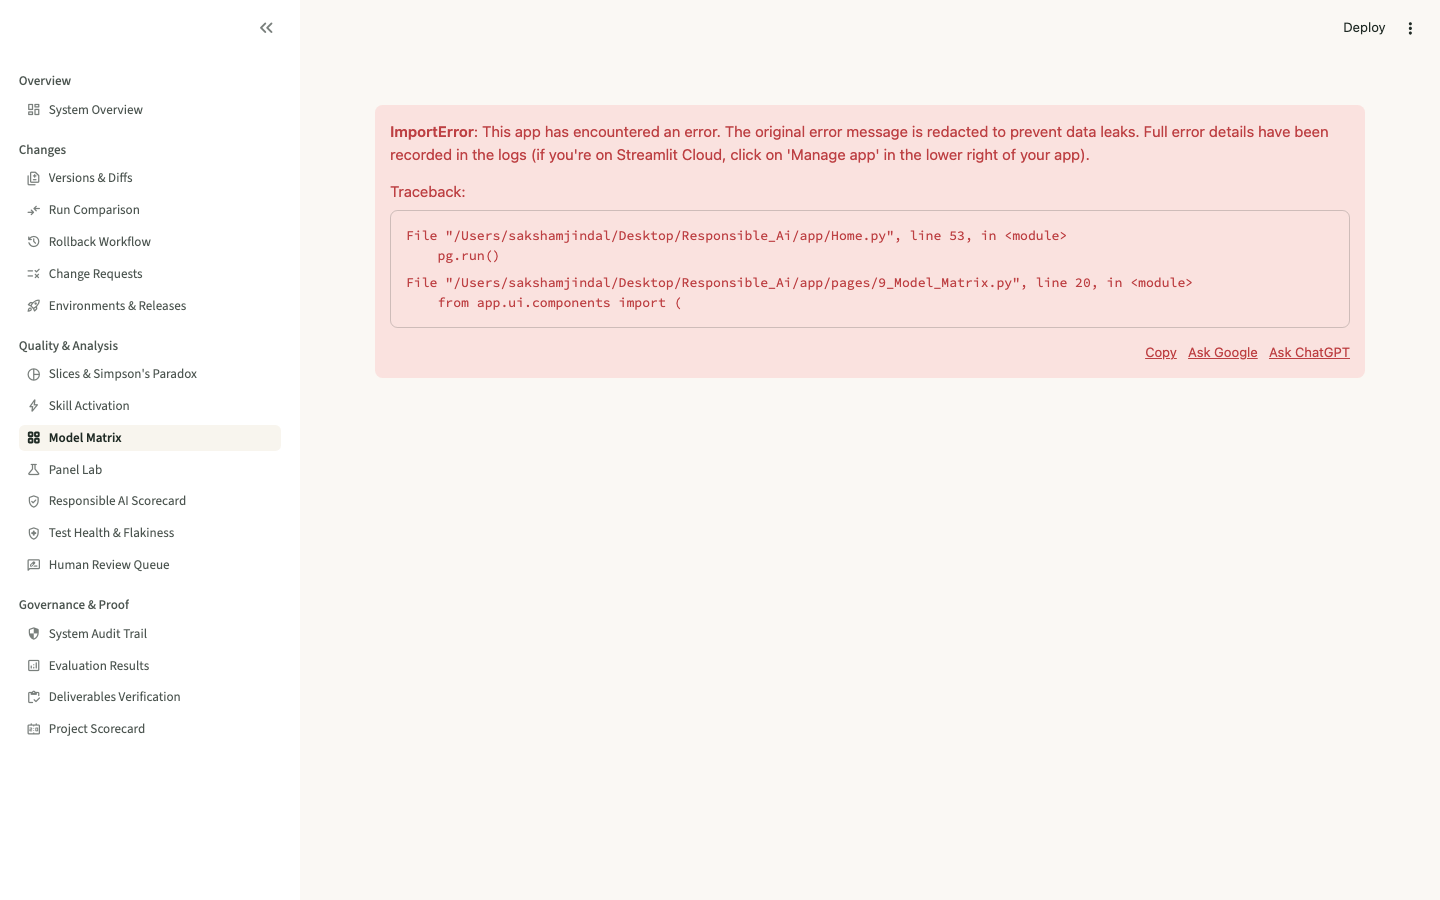 Deploy
Overview
System Overview
Changes
Versions & Diffs
Run Comparison
Rollback Workflow
Change Requests
Environments & Releases
Quality & Analysis
Slices & Simpson's Paradox
Skill Activation
Model Matrix
Panel Lab
Responsible AI Scorecard
Test Health & Flakiness
Human Review Queue
Governance & Proof
System Audit Trail
Evaluation Results
Deliverables Verification
Project Scorecard
ImportError: This app has encountered an error. The original error message is redacted to prevent data leaks. Full error details have been
recorded in the logs (if you're on Streamlit Cloud, click on 'Manage app' in the lower right of your app).
Traceback:
File "/Users/sakshamjindal/Desktop/Responsible_Ai/app/Home.py", line 53, in <module>
    pg.run()
File "/Users/sakshamjindal/Desktop/Responsible_Ai/app/pages/9_Model_Matrix.py", line 20, in <module>
    from app.ui.components import (
Copy Ask Google Ask ChatGPT